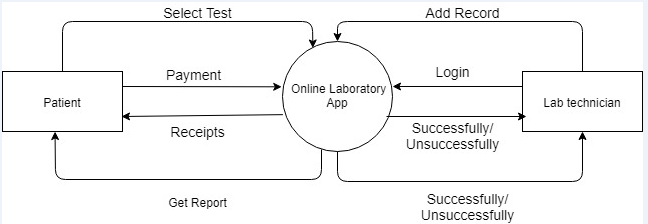 Select Test
Add Record
Payment
Login
Patient
Online Laboratory
App
Lab technician
Receipts
Successfully/
Unsuccessfully
Get Report
Successfully/
Unsuccessfully